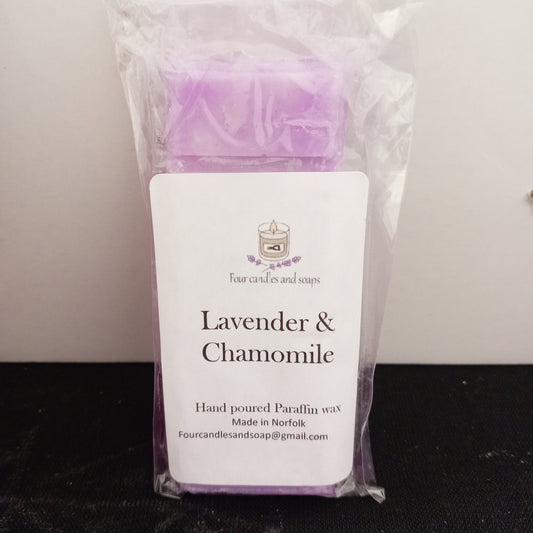 Four candles and soaps
Lavender &
Chamomile
Hand poured Paraffin wax
Made in Norfolk
Fourcandlesandsoap@gmail.com